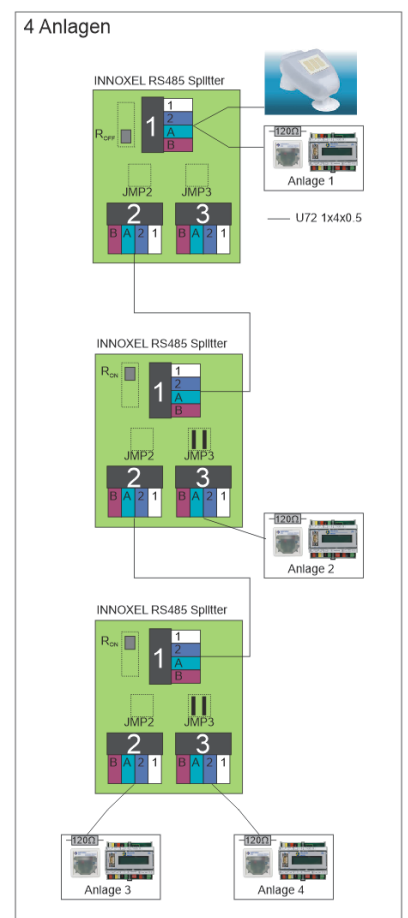 4 Anlagen
INNOXEL RS485 Splitter
1
1
2
A
B
R OFF
120Ω
Anlage 1
JMP2 JMP3
U72 1x4x0.5
2 3
B A 2 1 B A 2 1
INNOXEL RS485 Splitter
R ON
1
1
2
A
B
JMP2 JMP3
2 3
B A 2 1 B A 2 1
120Ω
Anlage 2
INNOXEL RS485 Splitter
R ON
1
1
2
A
B
JMP2 JMP3
2 3
B A 2 1 B A 2 1
120Ω 120Ω
Anlage 3 Anlage 4